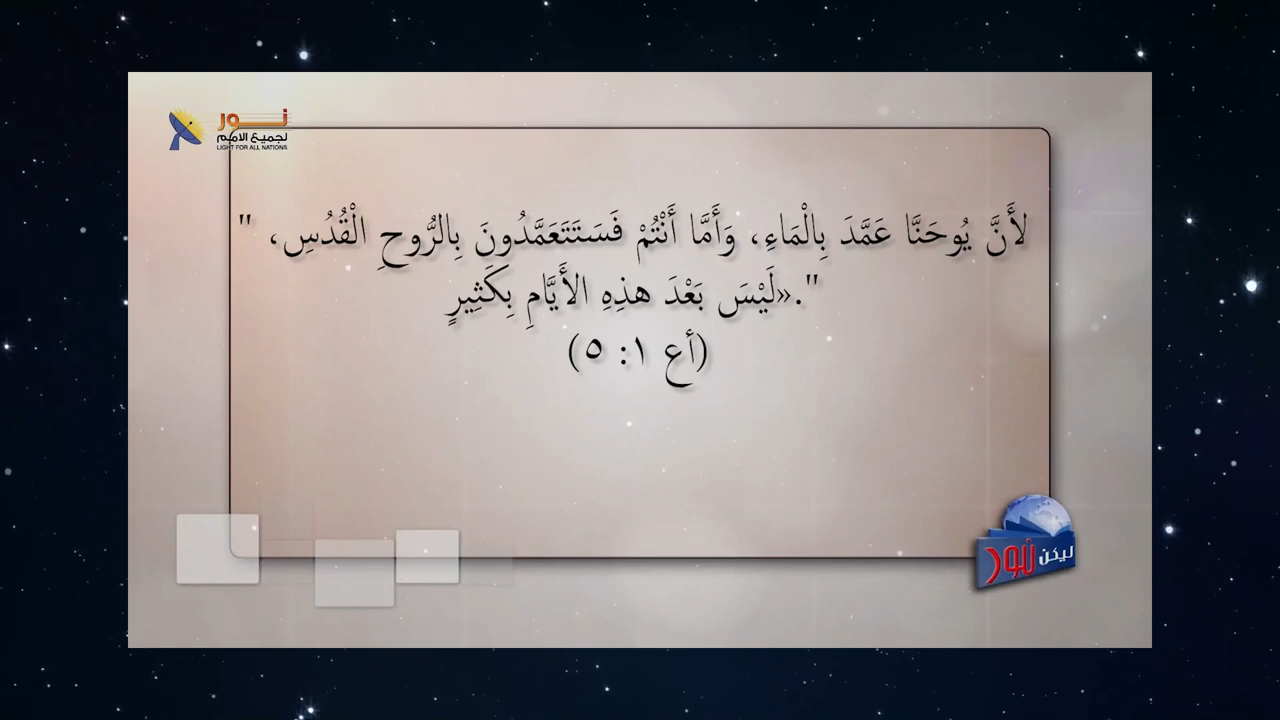 نور
لجميع الامم
LIGHT FOR ALL NATIONS
لأَنَّ يُوحَنَّا عَمَّدَ بِالْمَاءِ، وَأَمَّا أَنْتُمْ فَسَتَتَعَمَّدُونَ بِالرُّوحِ الْقُدُسِ، "
".«لَيْسَ بَعْدَ هذِهِ الأَيَّامِ بِكَثِيرٍ
(أع ١: ٥)
ليكن نور